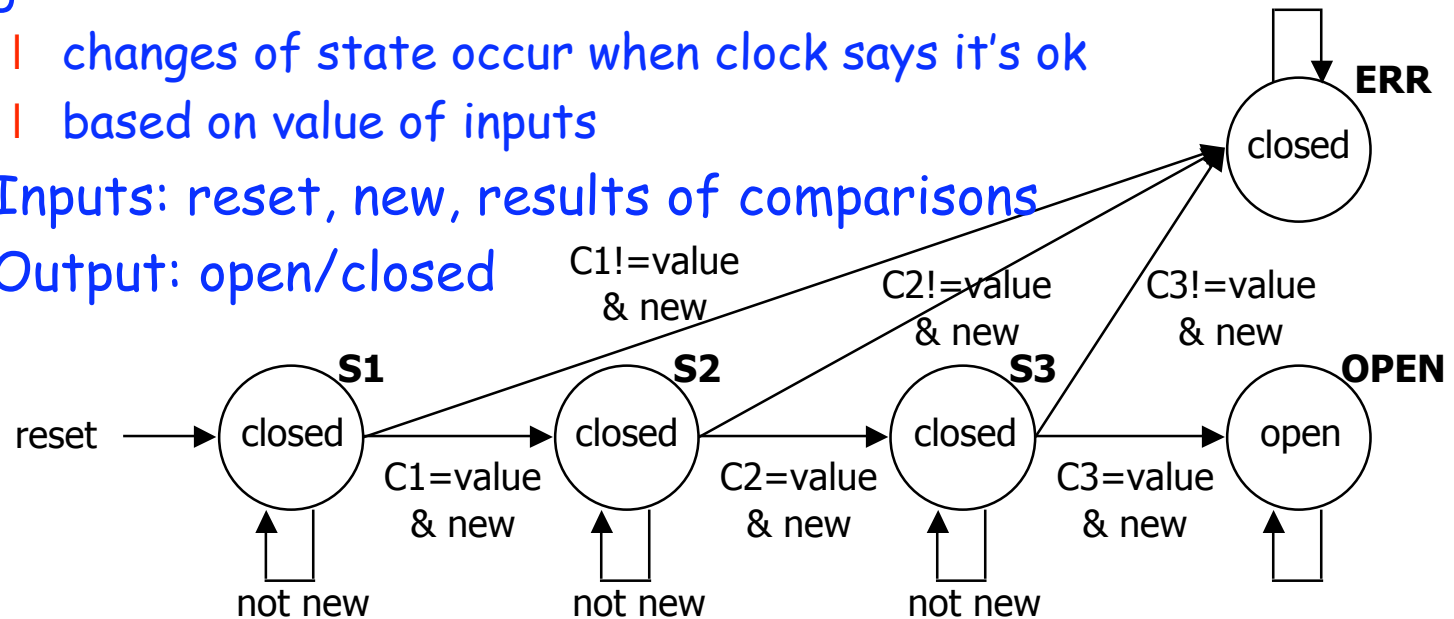 changes of state occur when clock says it's ok
based on value of inputs
Inputs: reset, new, results of comparisons
Output: open/closed
ERR
closed
C1!=value
& new
C2!=value
& new
C3!=value
& new
S1
S2
S3
OPEN
reset
closed
closed
closed
open
C1=value
& new
C2=value
& new
C3=value
& new
not new
not new
not new